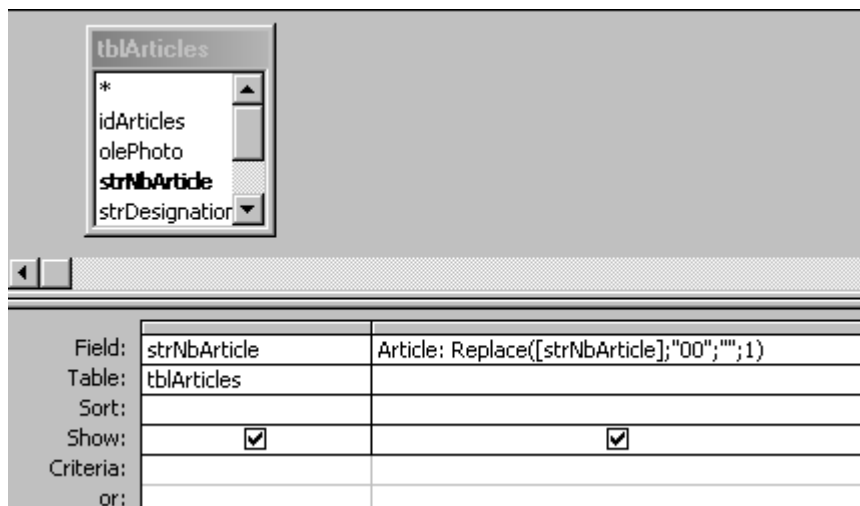 tblArticles
*
idArticles
olePhoto
strNbArticle
strDesignation
Field: strNbArticle Article: Replace([strNbArticle];"00";"";1)
Table: tblArticles
Sort:
Show:
Criteria:
or: